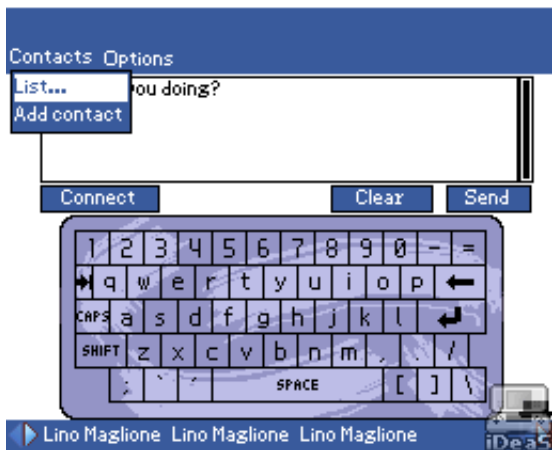 Contacts Options
List...
ou doing?
Add contact
Connect Clear Send
1 2 3 4 5 6 7 8 9 0 - =
q w e r t y u i o p
CAPS a s d f g h j k l
SHIFT z x c v b n m , . /
; ` ´ SPACE [ ] \
Lino Maglione Lino Maglione Lino Maglione
iDeaS